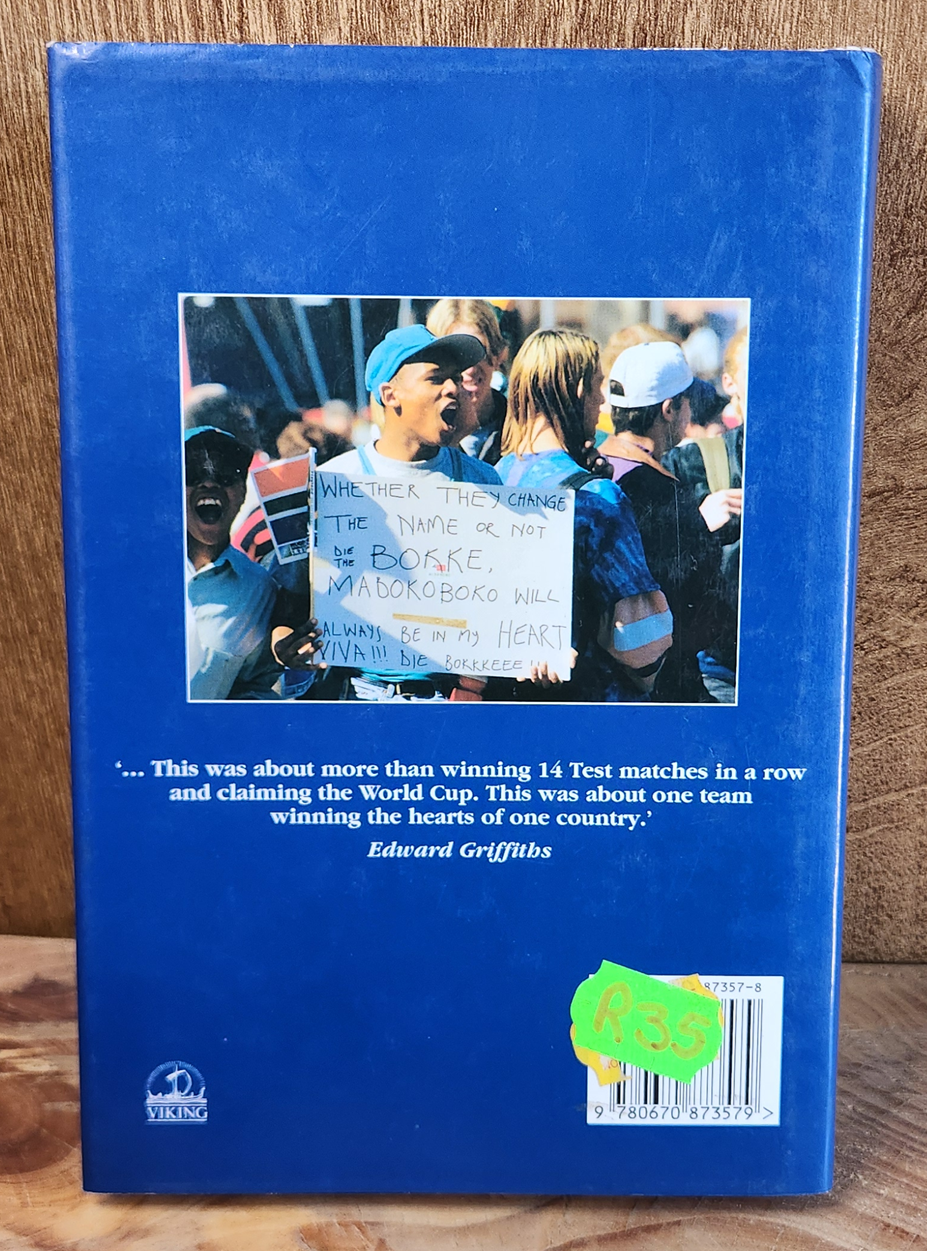 WHETHER THEY CHANGE
THE NAME OR NOT
DIE
THE BOKKE,
MADOKOBOKO WILL
ALWAYS BE IN MY HEART
VIVA!!! DIE BOKKKEEE !!
‘... This was about more than winning 14 Test matches in a row
and claiming the World Cup. This was about one team
winning the hearts of one country.’
Edward Griffiths
87357-8
R35
9 780670 873579 >
VIKING